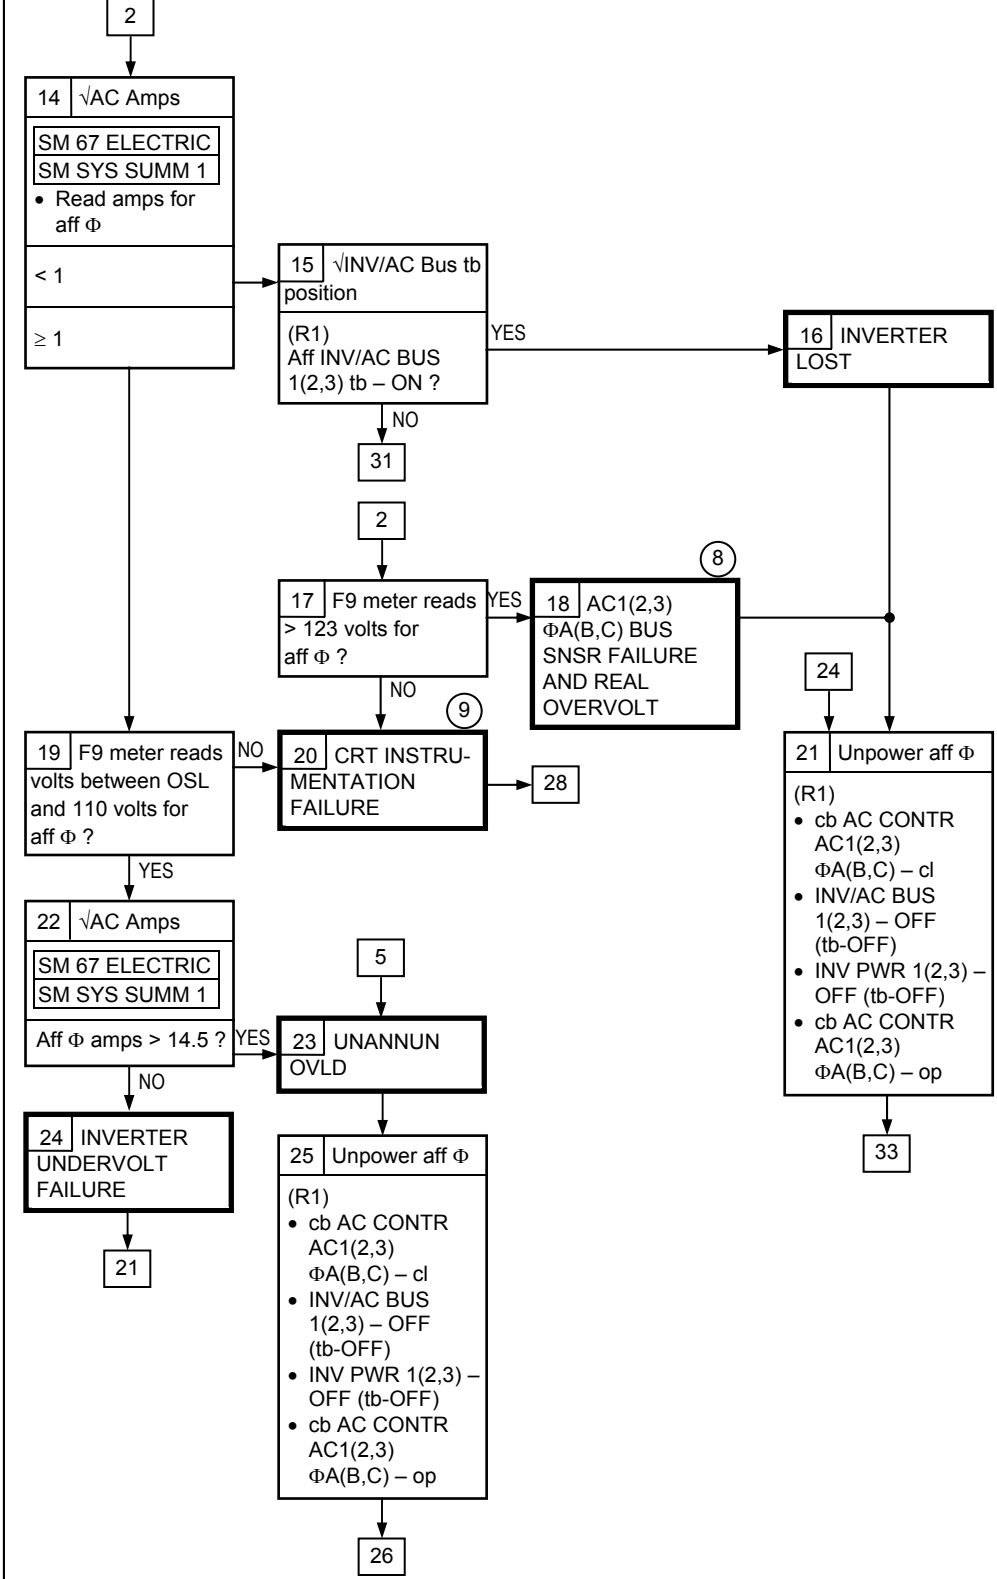 2
14 √AC Amps
SM 67 ELECTRIC
SM SYS SUMM 1
• Read amps for
aff Φ
< 1
≥ 1
15 √INV/AC Bus tb
position
(R1)
Aff INV/AC BUS
1(2,3) tb – ON ?
YES
NO
31
16 INVERTER
LOST
2
17 F9 meter reads
> 123 volts for
aff Φ ?
YES
NO
8
18 AC1(2,3)
ΦA(B,C) BUS
SNSR FAILURE
AND REAL
OVERVOLT
19 F9 meter reads
volts between OSL
and 110 volts for
aff Φ ?
NO
YES
9
20 CRT INSTRU-
MENTATION
FAILURE
28
24
21 Unpower aff Φ
(R1)
• cb AC CONTR
AC1(2,3)
ΦA(B,C) – cl
• INV/AC BUS
1(2,3) – OFF
(tb-OFF)
• INV PWR 1(2,3) –
OFF (tb-OFF)
• cb AC CONTR
AC1(2,3)
ΦA(B,C) – op
33
22 √AC Amps
SM 67 ELECTRIC
SM SYS SUMM 1
Aff Φ amps > 14.5 ?
YES
NO
5
23 UNANNUN
OVLD
24 INVERTER
UNDERVOLT
FAILURE
21
25 Unpower aff Φ
(R1)
• cb AC CONTR
AC1(2,3)
ΦA(B,C) – cl
• INV/AC BUS
1(2,3) – OFF
(tb-OFF)
• INV PWR 1(2,3) –
OFF (tb-OFF)
• cb AC CONTR
AC1(2,3)
ΦA(B,C) – op
26